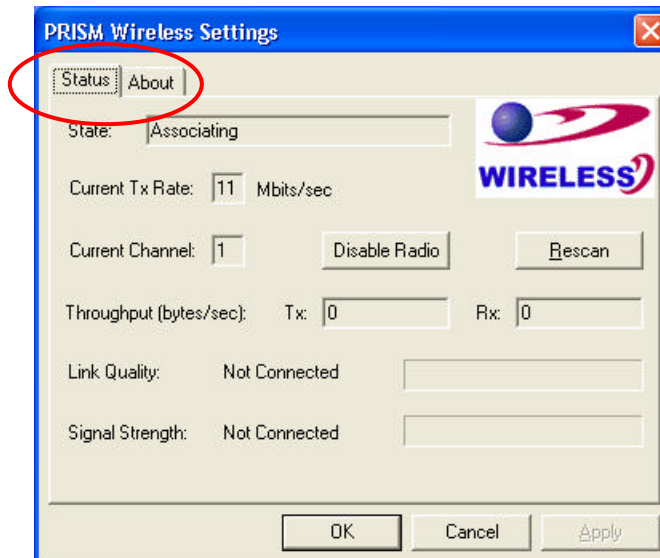 PRISM Wireless Settings
Status About
State: Associating
WIRELESS
Current Tx Rate: 11 Mbits/sec
Current Channel: 1 Disable Radio Rescan
Throughput (bytes/sec): Tx: 0 Rx: 0
Link Quality: Not Connected
Signal Strength: Not Connected
OK Cancel Apply